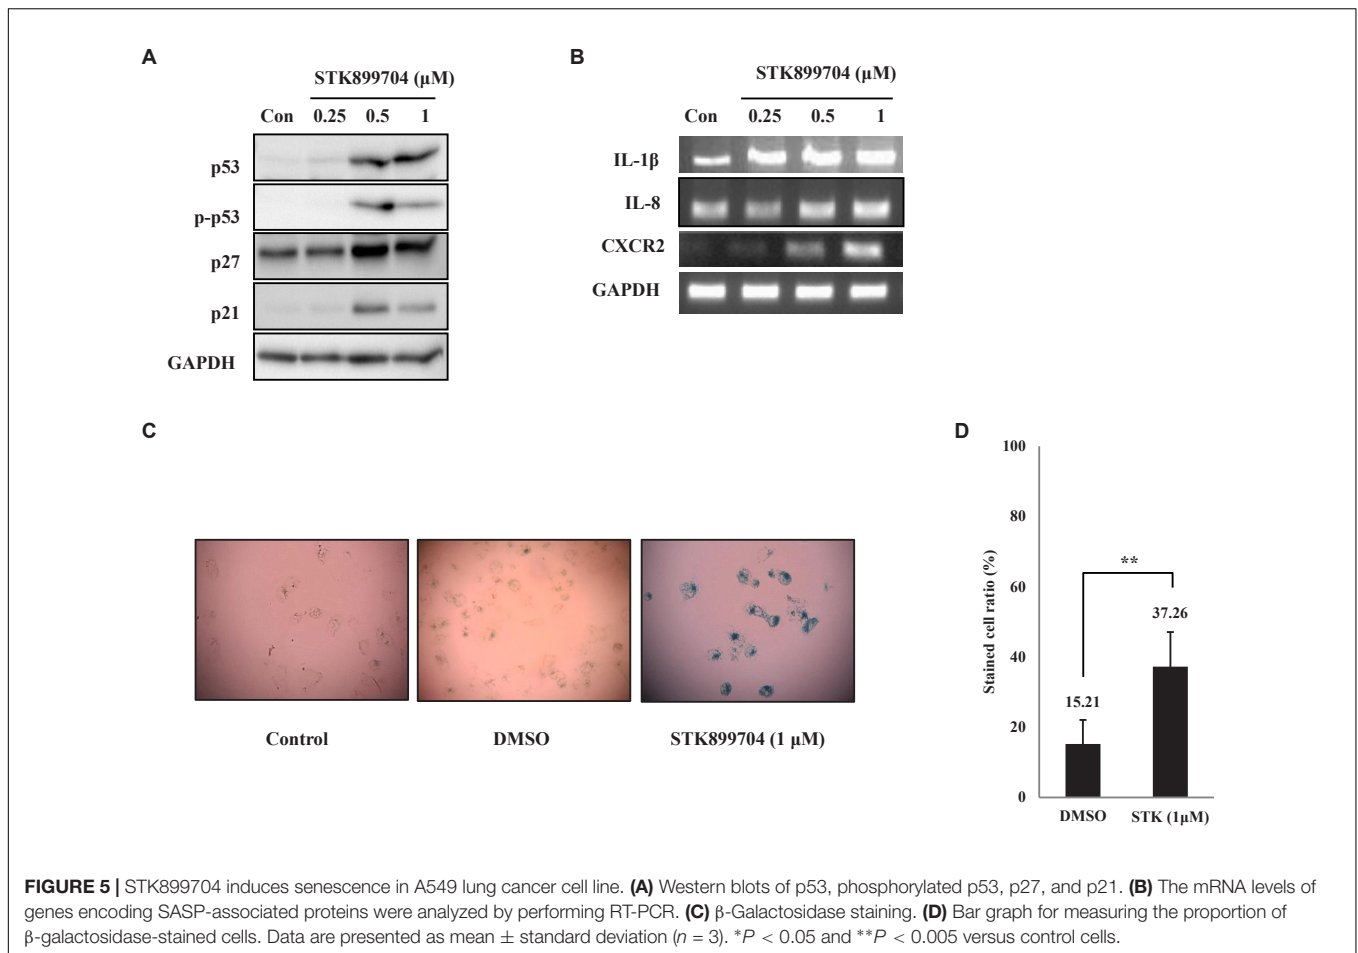 A
STK899704 (μM)
Con 0.25 0.5 1
p53
p-p53
p27
p21
GAPDH
B
STK899704 (μM)
Con 0.25 0.5 1
IL-1β
IL-8
CXCR2
GAPDH
C
Control DMSO STK899704 (1 μM)
D
100
80
60
40
20
0
Stained cell ratio (%)
**
15.21
37.26
DMSO STK (1μM)
FIGURE 5 | STK899704 induces senescence in A549 lung cancer cell line. (A) Western blots of p53, phosphorylated p53, p27, and p21. (B) The mRNA levels of
genes encoding SASP-associated proteins were analyzed by performing RT-PCR. (C) β-Galactosidase staining. (D) Bar graph for measuring the proportion of
β-galactosidase-stained cells. Data are presented as mean ± standard deviation (n = 3). *P < 0.05 and **P < 0.005 versus control cells.